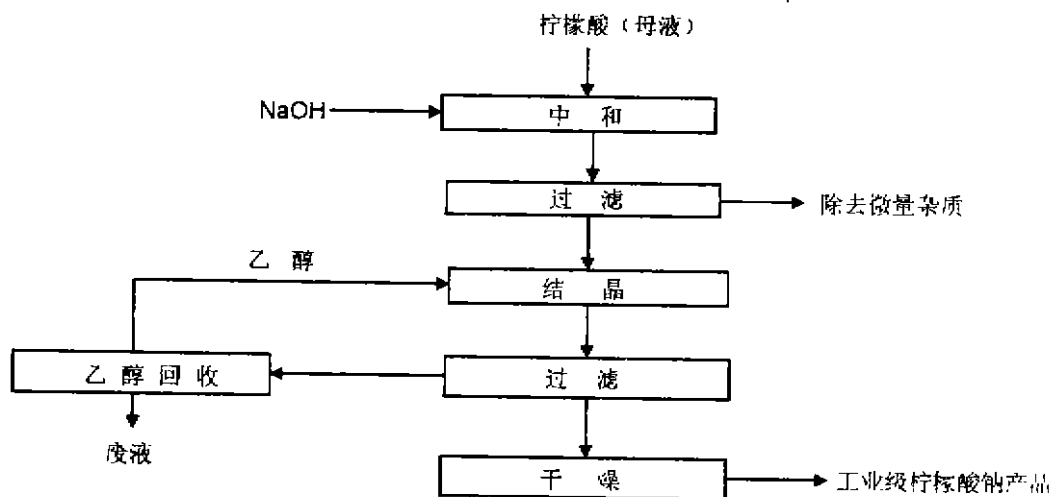 柠檬酸（母液）
NaOH
中 和
过 滤
除去微量杂质
乙 醇
结 晶
乙 醇 回 收
过 滤
废液
干 燥
工业级柠檬酸钠产品